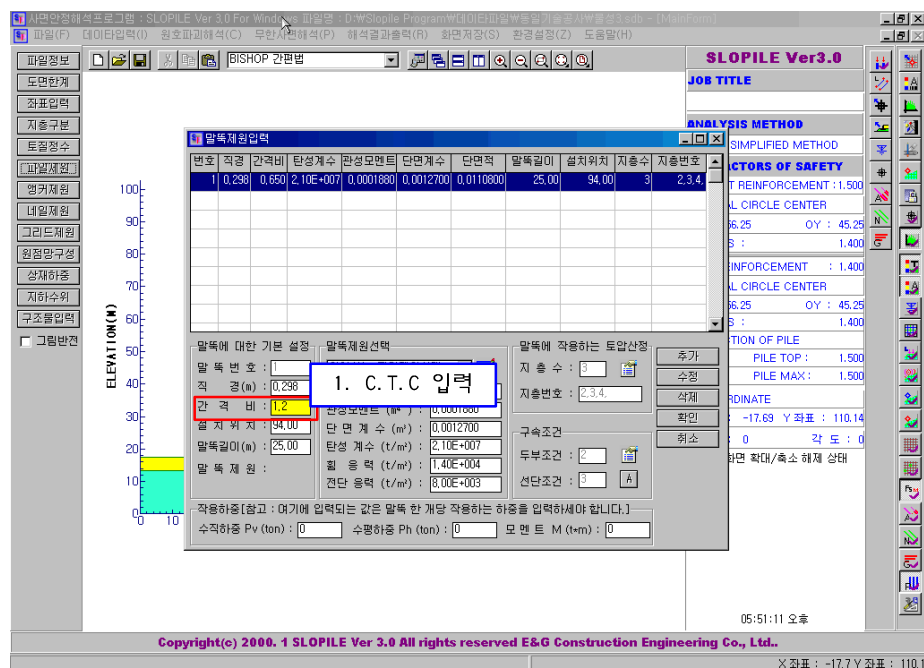 사면안정해석프로그램 : SLOPILE Ver 3.0 For Windows 파일명 : D:\Slopile Program\데이타파일\동일기술공사\불성3.sdb - [MainForm]
파일(F) 데이타입력(I) 원호파괴해석(C) 무한사면해석(P) 해석결과출력(R) 화면저장(S) 환경설정(Z) 도움말(H)
파일정보
도면한계
좌표입력
지층구분
토질정수
파일제원
앵커제원
네일제원
그리드제원
원점망구성
상재하중
지하수위
구조물입력
그림반전
BISHOP 간편법
ELEVATION(M)
100
90
80
70
60
50
40
30
20
10
0
0 10
말뚝제원입력
번호 직경 간격비 탄성계수 관성모멘트 단면계수 단면적 말뚝길이 설치위치 지층수 지층번호
1 0,298 0,650 2,10E+007 0,0001880 0,0012700 0,0110800 25,00 94,00 3 2,3,4,
말뚝에 대한 기본 설정
말 뚝 번 호 : 1
직 경(m) : 0,298
간 격 비 : 1,2
설 치 위 치 : 94,00
말뚝길이(m) : 25,00
말 뚝 제 원 :
말뚝제원선택
1. C.T.C 입력
관성모멘트 (m⁴) : 0,0001880
단 면 계 수 (m³) : 0,0012700
탄성 계수 (t/m²) : 2,10E+007
휨 응 력 (t/m²) : 1,40E+004
전단 응력 (t/m²) : 8,00E+003
말뚝에 작용하는 토압산정
지 층 수 : 3
지층번호 : 2,3,4,
구속조건
두부조건 : 2
선단조건 : 3
A
추가
수정
삭제
확인
취소
작용하중[참고 : 여기에 입력되는 값은 말뚝 한 개당 작용하는 하중을 입력하세야 합니다.]
수직하중 Pv (ton) : 0 수평하중 Ph (ton) : 0 모 멘 트 M (t*m) : 0
SLOPILE Ver3.0
JOB TITLE
ANALYSIS METHOD
SIMPLIFIED METHOD
ACTORS OF SAFETY
T REINFORCEMENT : 1.500
AL CIRCLE CENTER
56.25 OY : 45.25
S : 1.400
INFORCEMENT : 1.400
AL CIRCLE CENTER
56.25 OY : 45.25
S : 1.400
TION OF PILE
PILE TOP : 1.500
PILE MAX : 1.500
RDINATE
: -17.69 Y 좌표 : 110.14
: 0 각 도 : 0
화면 확대/축소 해제 상태
05:51:11 오후
Copyright(c) 2000. 1 SLOPILE Ver 3.0 All rights reserved E&G Construction Engineering Co., Ltd..
X 좌표 : -17.7 Y 좌표 : 110.1